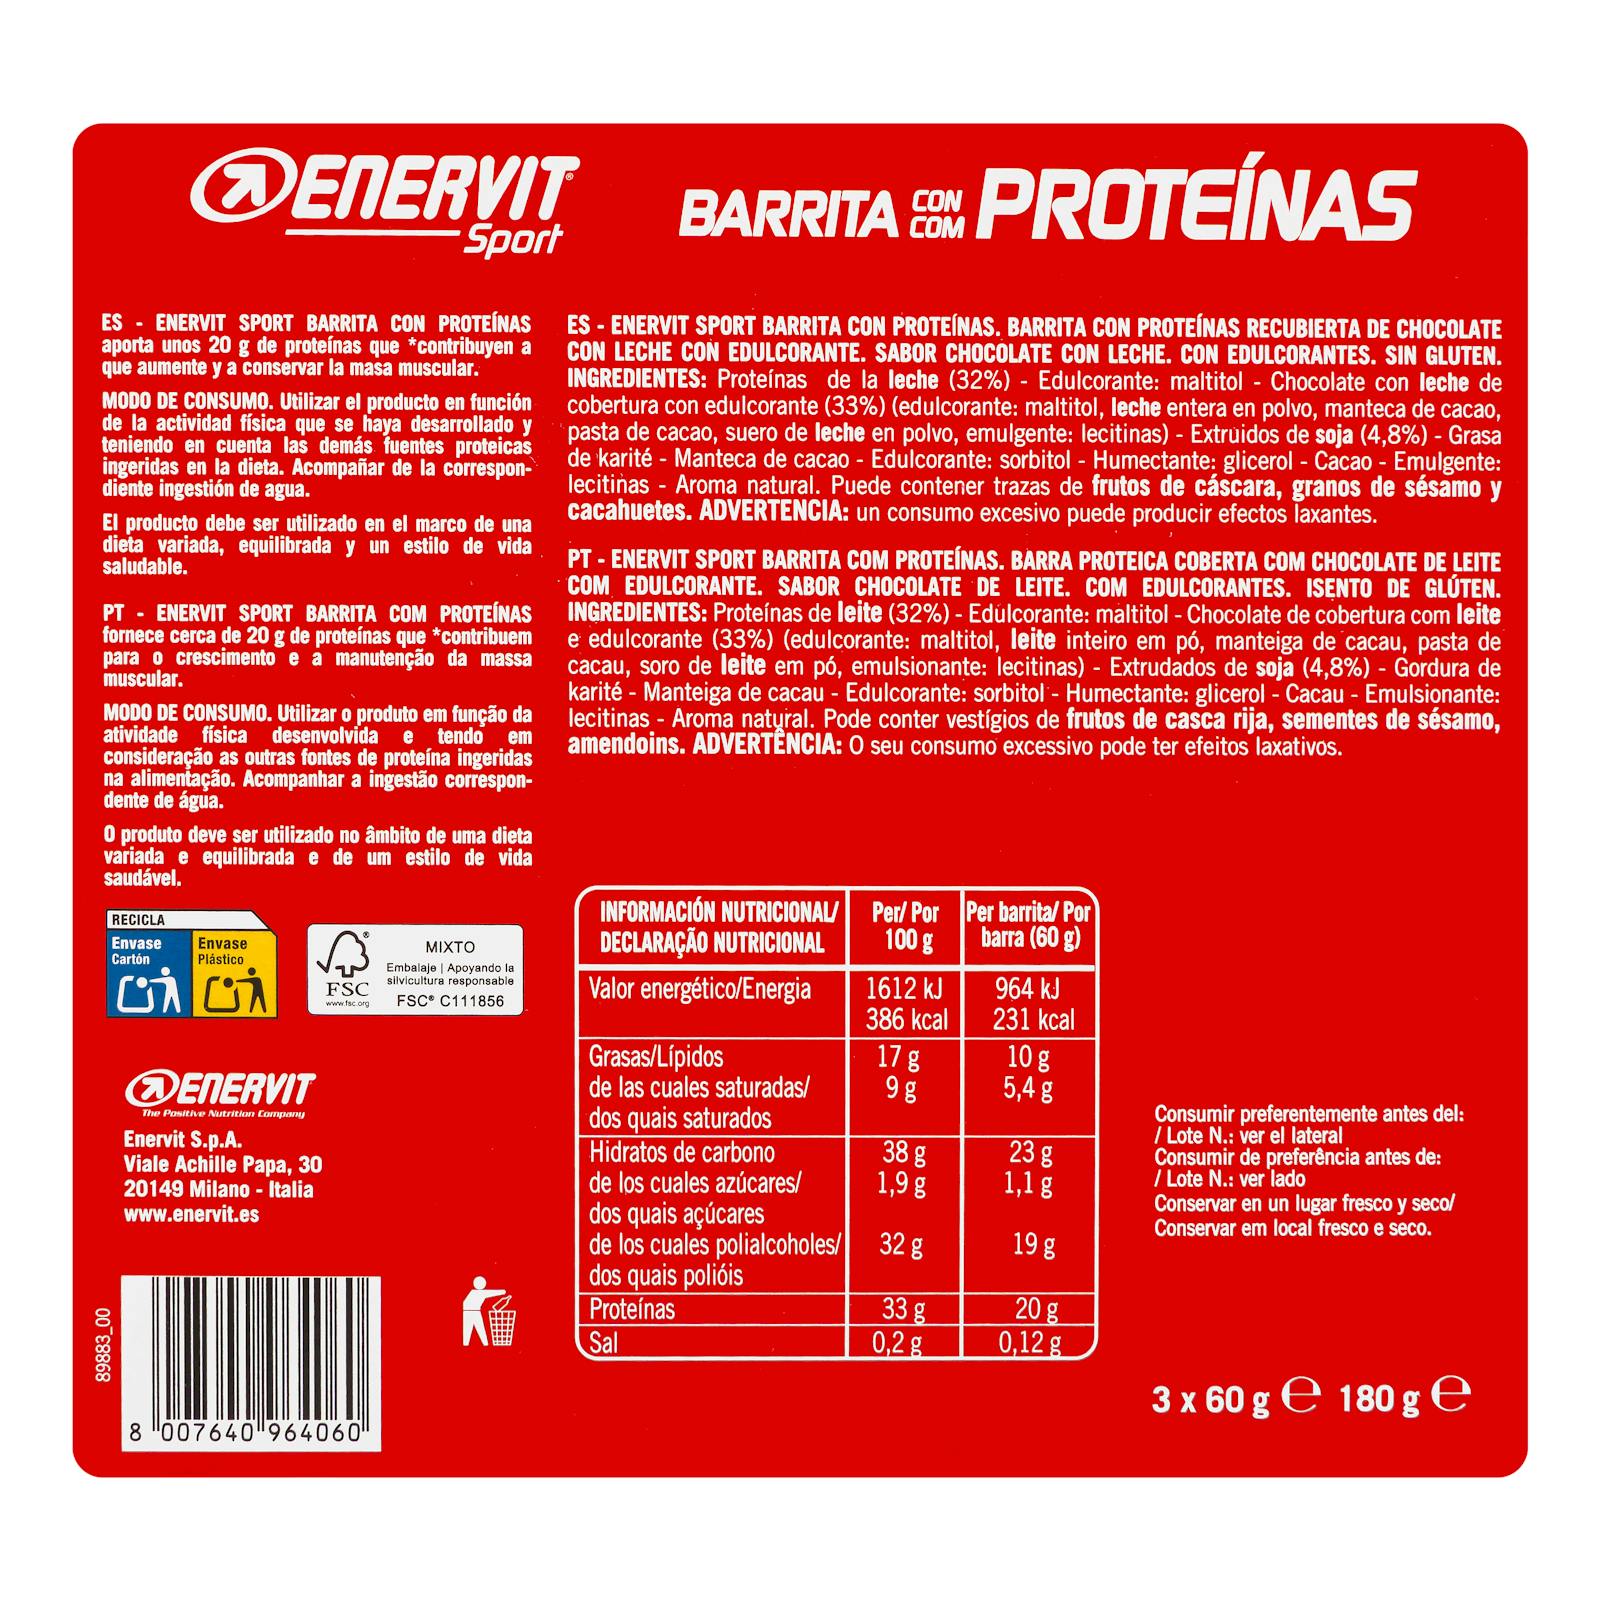 ENERVIT
Sport
BARRITA CON COM PROTEÍNAS
ES - ENERVIT SPORT BARRITA CON PROTEÍNAS
aporta unos 20 g de proteínas que *contribuyen a
que aumente y a conservar la masa muscular.
MODO DE CONSUMO. Utilizar el producto en función
de la actividad física que se haya desarrollado y
teniendo en cuenta las demás fuentes proteicas
ingeridas en la dieta. Acompañar de la correspon-
diente ingestión de agua.
El producto debe ser utilizado en el marco de una
dieta variada, equilibrada y un estilo de vida
saludable.
PT - ENERVIT SPORT BARRITA COM PROTEÍNAS
fornece cerca de 20 g de proteínas que *contribuem
para o crescimento e a manutenção da massa
muscular.
MODO DE CONSUMO. Utilizar o produto em função da
atividade física desenvolvida e tendo em
consideração as outras fontes de proteína ingeridas
na alimentação. Acompanhar a ingestão correspon-
dente de água.
O produto deve ser utilizado no âmbito de uma dieta
variada e equilibrada e de um estilo de vida
saudável.
ES - ENERVIT SPORT BARRITA CON PROTEÍNAS. BARRITA CON PROTEÍNAS RECUBIERTA DE CHOCOLATE
CON LECHE CON EDULCORANTE. SABOR CHOCOLATE CON LECHE. CON EDULCORANTES. SIN GLUTEN.
INGREDIENTES: Proteínas de la leche (32%) - Edulcorante: maltitol - Chocolate con leche de
cobertura con edulcorante (33%) (edulcorante: maltitol, leche entera en polvo, manteca de cacao,
pasta de cacao, suero de leche en polvo, emulgente: lecitinas) - Extruidos de soja (4,8%) - Grasa
de karité - Manteca de cacao - Edulcorante: sorbitol - Humectante: glicerol - Cacao - Emulgente:
lecitinas - Aroma natural. Puede contener trazas de frutos de cáscara, granos de sésamo y
cacahuetes. ADVERTENCIA: un consumo excesivo puede producir efectos laxantes.
PT - ENERVIT SPORT BARRITA COM PROTEÍNAS. BARRA PROTEICA COBERTA COM CHOCOLATE DE LEITE
COM EDULCORANTE. SABOR CHOCOLATE DE LEITE. COM EDULCORANTES. ISENTO DE GLÚTEN.
INGREDIENTES: Proteínas de leite (32%) - Edulcorante: maltitol - Chocolate de cobertura com leite
e edulcorante (33%) (edulcorante: maltitol, leite inteiro em pó, manteiga de cacau, pasta de
cacau, soro de leite em pó, emulsionante: lecitinas) - Extrudados de soja (4,8%) - Gordura de
karité - Manteiga de cacau - Edulcorante: sorbitol - Humectante: glicerol - Cacau - Emulsionante:
lecitinas - Aroma natural. Pode conter vestígios de frutos de casca rija, sementes de sésamo,
amendoins. ADVERTÊNCIA: O seu consumo excessivo pode ter efeitos laxativos.
RECICLA
Envase Envase
Cartón Plástico
FSC
www.fsc.org
MIXTO
Embalaje | Apoyando la
silvicultura responsable
FSC® C111856
ENERVIT
The Positive Nutrition Company
Enervit S.p.A.
Viale Achille Papa, 30
20149 Milano - Italia
www.enervit.es
89883_00
8 007640 964060
INFORMACIÓN NUTRICIONAL/ Per/ Por Per barrita/ Por
DECLARAÇÃO NUTRICIONAL 100 g barra (60 g)
Valor energético/Energia 1612 kJ 964 kJ
386 kcal 231 kcal
Grasas/Lípidos 17 g 10 g
de las cuales saturadas/ 9 g 5,4 g
dos quais saturados
Hidratos de carbono 38 g 23 g
de los cuales azúcares/ 1,9 g 1,1 g
dos quais açúcares
de los cuales polialcoholes/ 32 g 19 g
dos quais polióis
Proteínas 33 g 20 g
Sal 0,2 g 0,12 g
Consumir preferentemente antes del:
/ Lote N.: ver el lateral
Consumir de preferência antes de:
/ Lote N.: ver lado
Conservar en un lugar fresco y seco/
Conservar em local fresco e seco.
3 x 60 g ℮ 180 g ℮